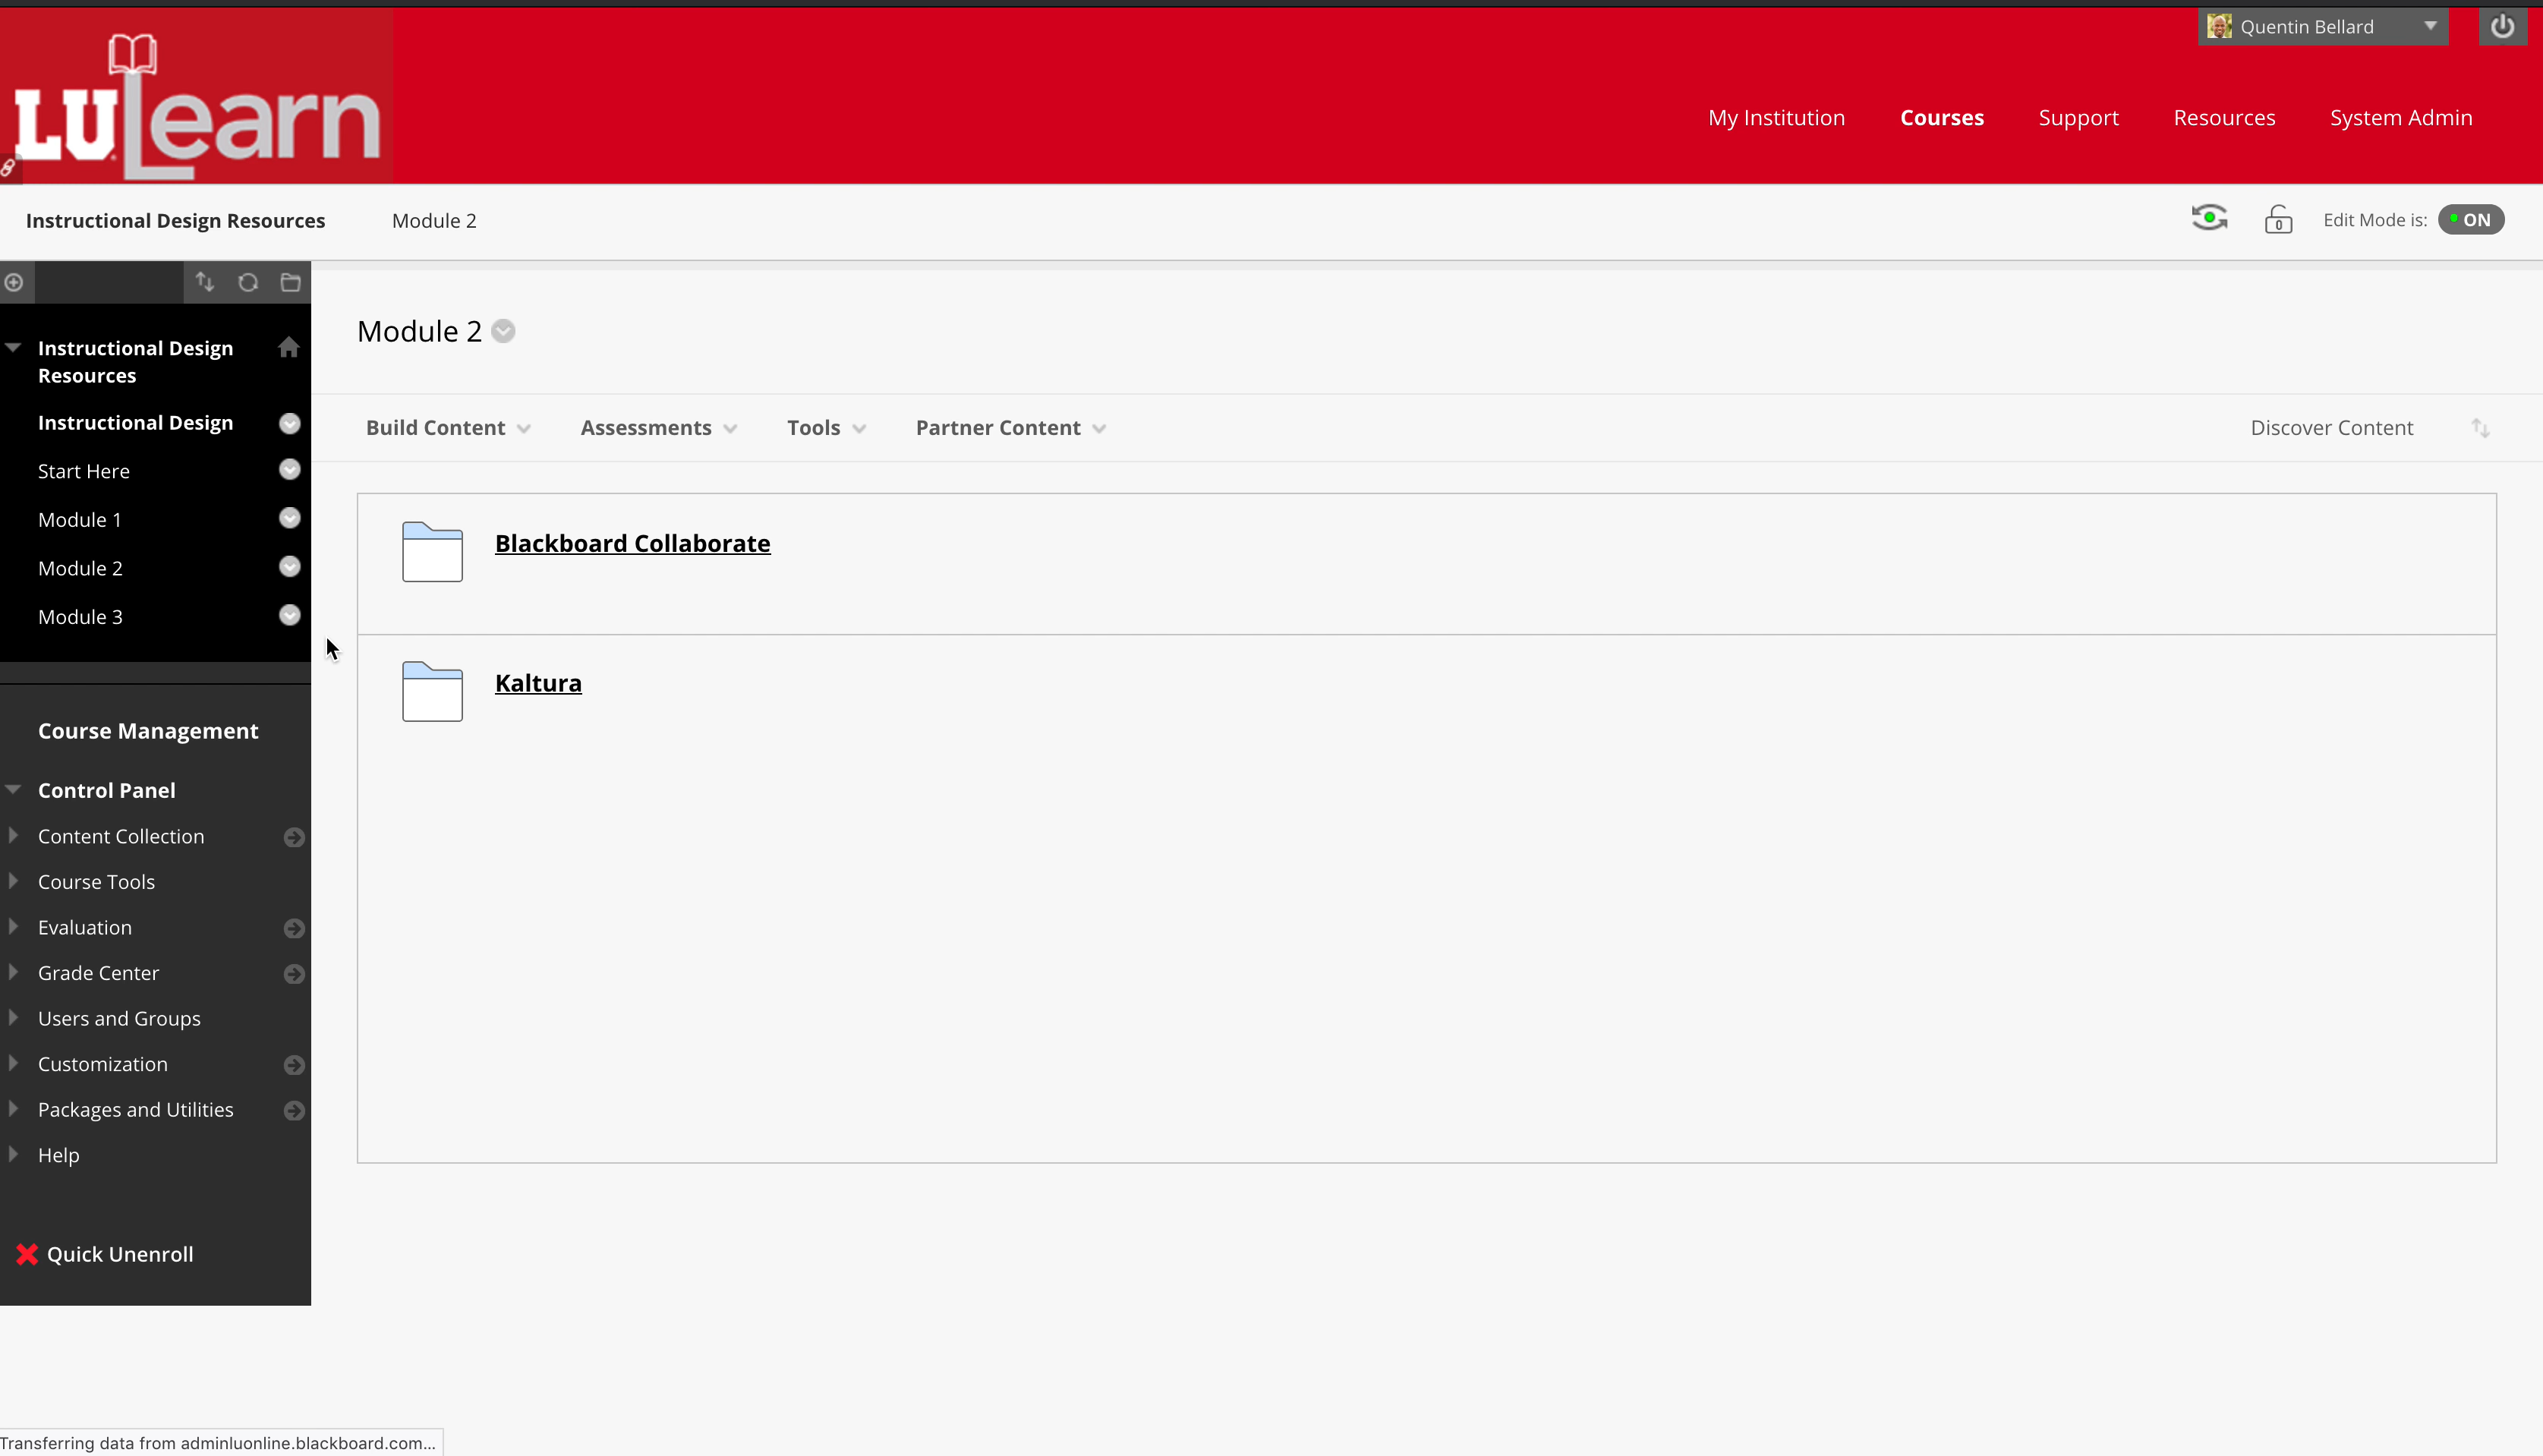 Quentin Bellard
LU Learn
My Institution Courses Support Resources System Admin
Instructional Design Resources Module 2
0
Edit Mode is: ON
Instructional Design
Resources
Instructional Design
Start Here
Module 1
Module 2
Module 3
Course Management
Control Panel
Content Collection
Course Tools
Evaluation
Grade Center
Users and Groups
Customization
Packages and Utilities
Help
Quick Unenroll
Module 2
Build Content Assessments Tools Partner Content Discover Content
Blackboard Collaborate
Kaltura
Transferring data from adminluonline.blackboard.com...